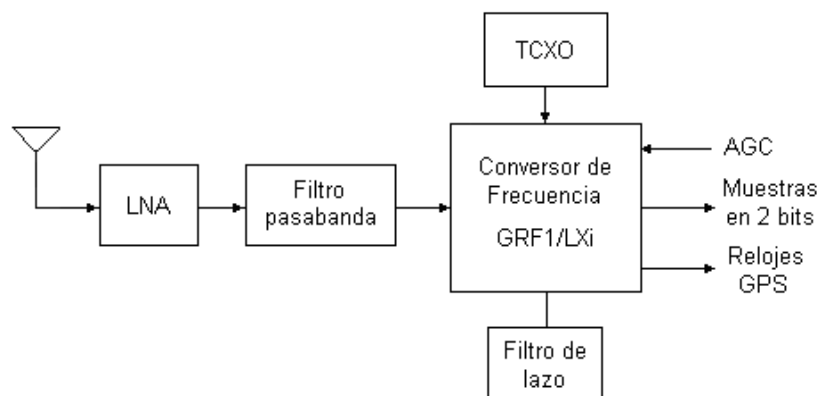 TCXO
LNA
Filtro
pasabanda
Conversor de
Frecuencia
GRF1/LXi
AGC
Muestras
en 2 bits
Relojes
GPS
Filtro de
lazo